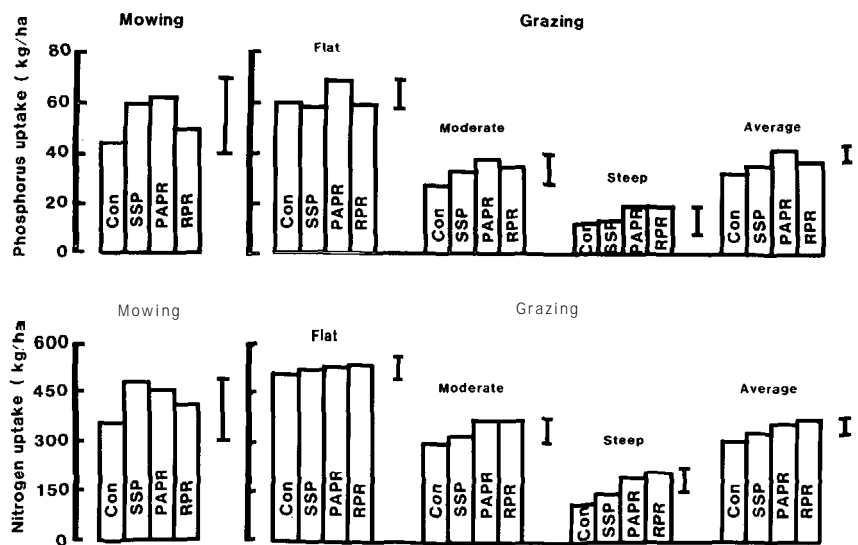 Mowing Grazing
Flat
Phosphorus uptake ( kg/ha )
80
60
40
20
0
Con SSP PAPR RPR
Con SSP PAPR RPR
Moderate
Con SSP PAPR RPR
Steep
Con SSP PAPR RPR
Average
Con SSP PAPR RPR
Mowing Grazing
Flat
Nitrogen uptake ( kg/ha
600
450
300
150
0
Con SSP PAPR RPR
Con SSP PAPR RPR
Moderate
Con SSP PAPR RPR
Steep
Con SSP PAPR RPR
Average
Con SSP PAPR RPR